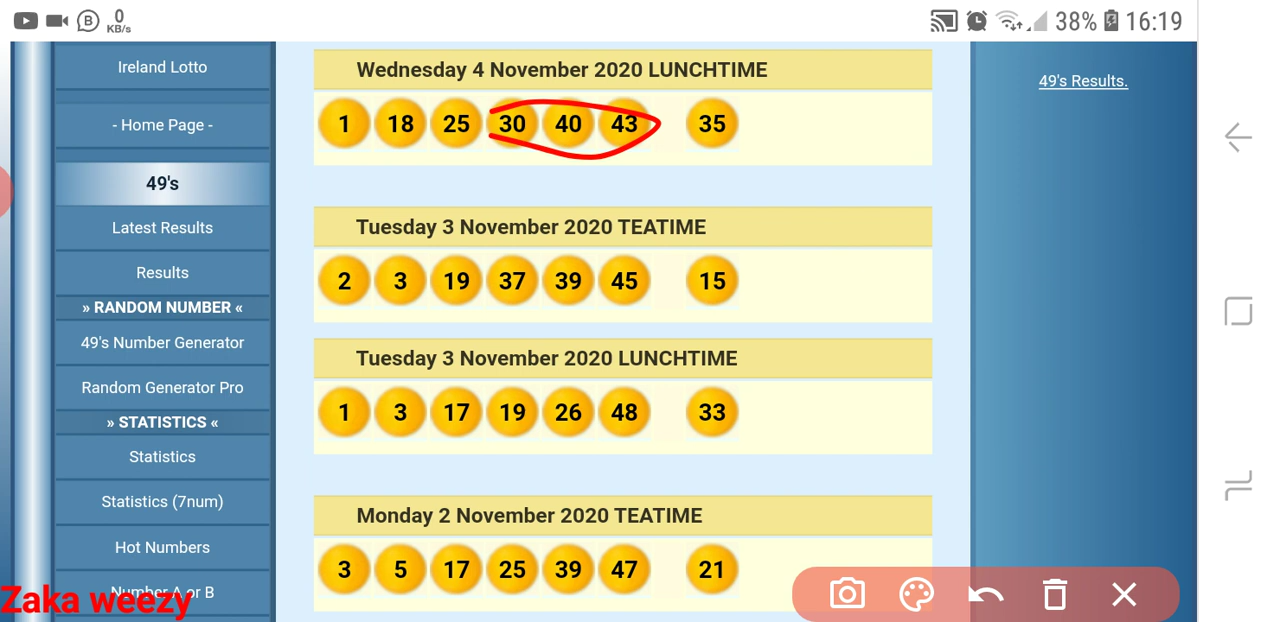 0
KB/s
38% 16:19
Ireland Lotto
- Home Page -
49's
Latest Results
Results
» RANDOM NUMBER «
49's Number Generator
Random Generator Pro
» STATISTICS «
Statistics
Statistics (7num)
Hot Numbers
Number A or B
Zaka weezy
Wednesday 4 November 2020 LUNCHTIME
1 18 25 30 40 43 35
Tuesday 3 November 2020 TEATIME
2 3 19 37 39 45 15
Tuesday 3 November 2020 LUNCHTIME
1 3 17 19 26 48 33
Monday 2 November 2020 TEATIME
3 5 17 25 39 47 21
49's Results.